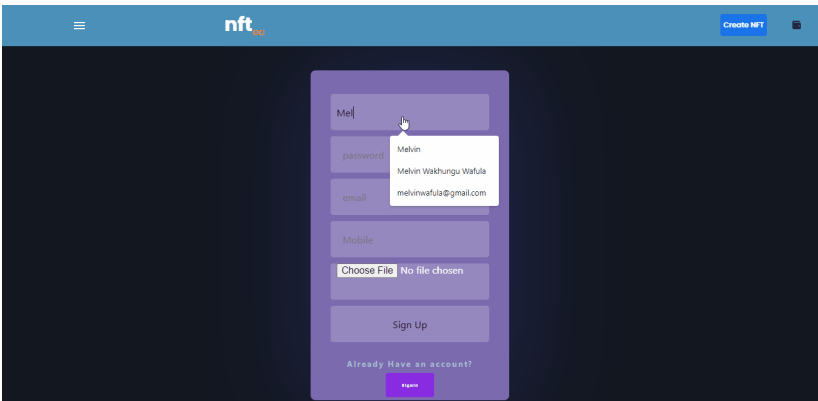 nft
Create NFT
Mel
Melvin
password
Melvin Wakhungu Wafula
email
melvinwafula@gmail.com
Mobile
Choose File No file chosen
Sign Up
Already Have an account?